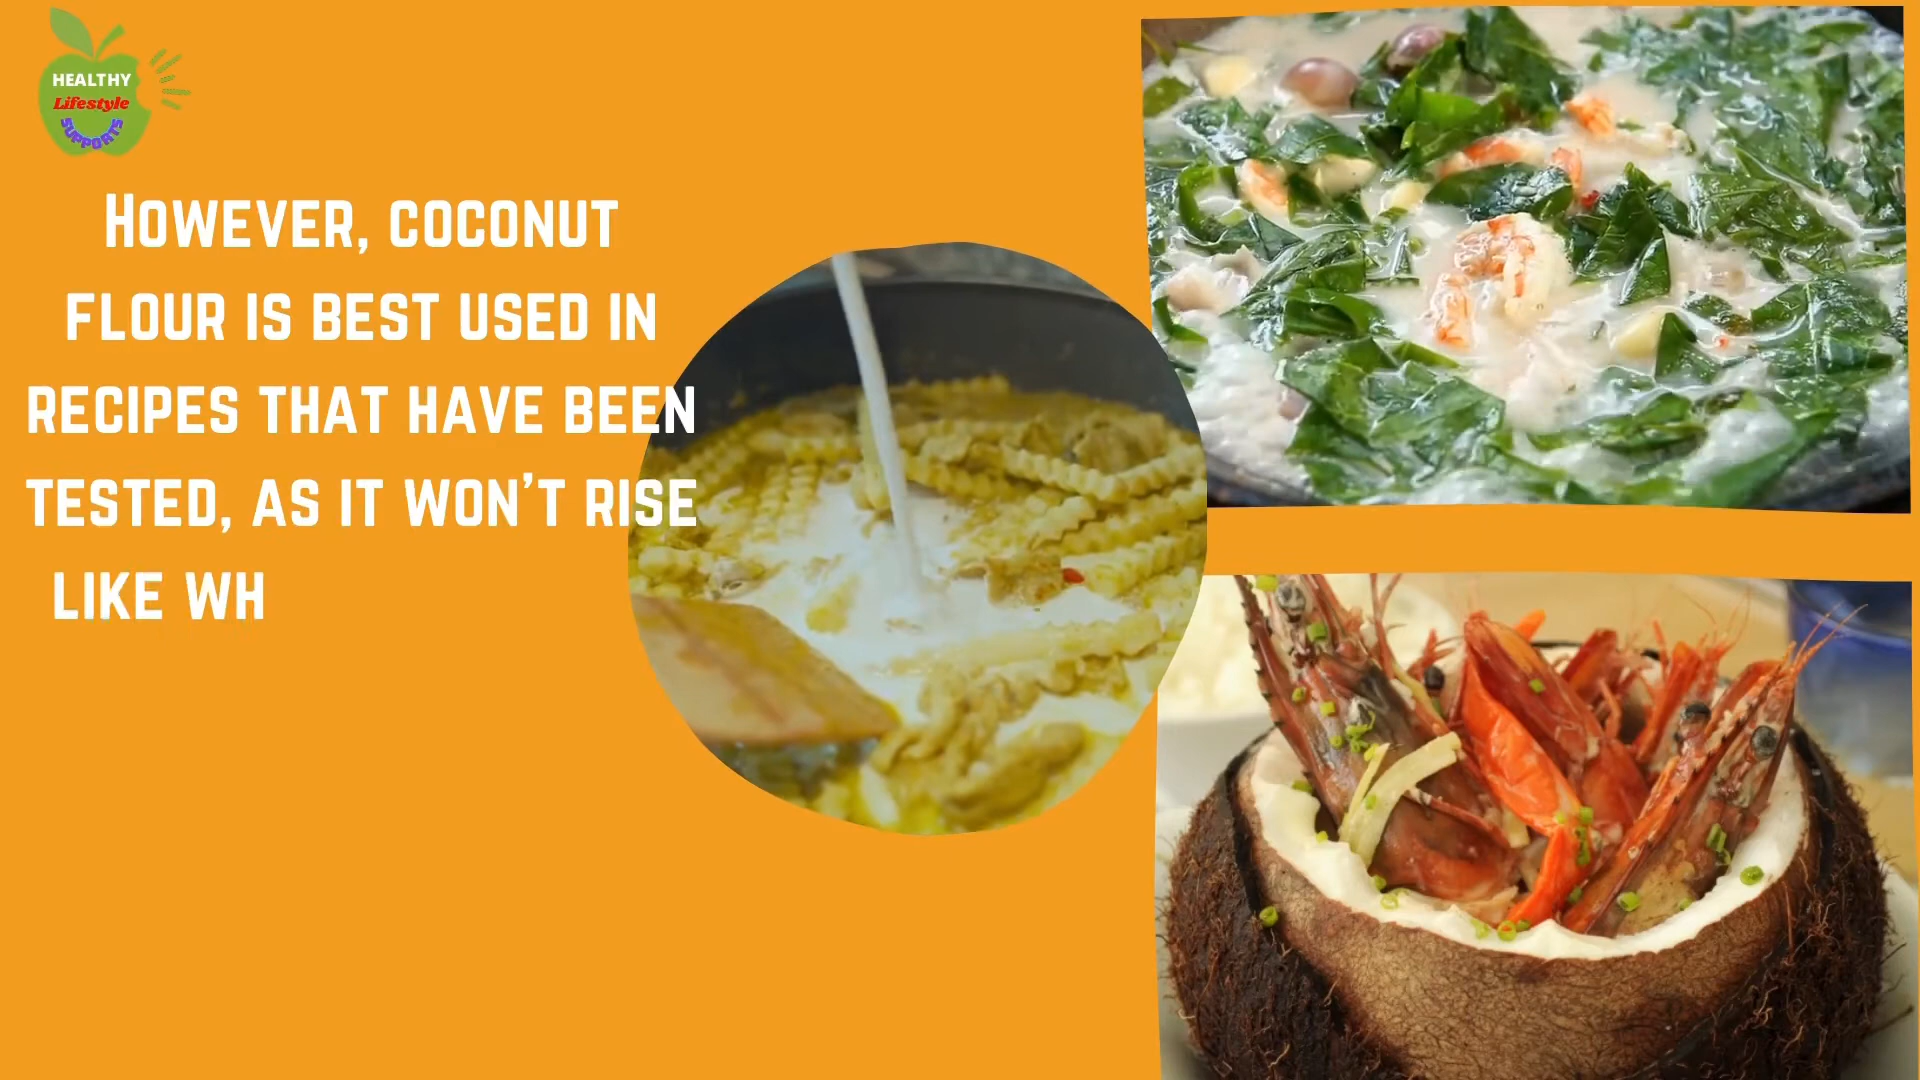 HEALTHY
Lifestyle
SUPPORTS
However, coconut
flour is best used in
recipes that have been
tested, as it won't rise
like wh